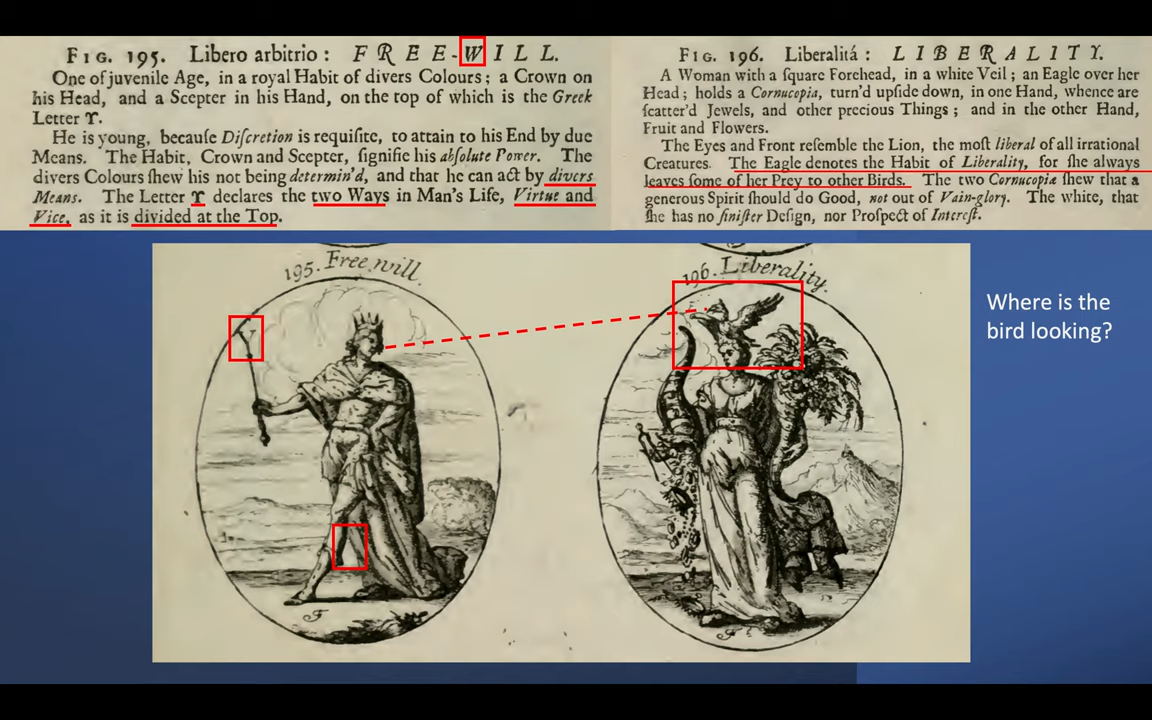 FIG. 195. Libero arbitrio: FREE-WILL.
One of juvenile Age, in a royal Habit of divers Colours; a Crown on
his Head, and a Scepter in his Hand, on the top of which is the Greek
Letter ϒ.
He is young, becauſe Diſcretion is requiſite, to attain to his End by due
Means. The Habit, Crown and Scepter, ſignifie his abſolute Power. The
divers Colours ſhew his not being determin'd, and that he can act by divers
Means. The Letter ϒ declares the two Ways in Man's Life, Virtue and
Vice, as it is divided at the Top.
FIG. 196. Liberalitá: LIBERALITY.
A Woman with a ſquare Forehead, in a white Veil; an Eagle over her
Head; holds a Cornucopia, turn'd upſide down, in one Hand, whence are
ſcatter'd Jewels, and other precious Things; and in the other Hand,
Fruit and Flowers.
The Eyes and Front reſemble the Lion, the moſt liberal of all irrational
Creatures. The Eagle denotes the Habit of Liberality, for ſhe always
leaves ſome of her Prey to other Birds. The two Cornucopiæ ſhew that a
generous Spirit ſhould do Good, not out of Vain-glory. The white, that
ſhe has no ſiniſter Deſign, nor Proſpect of Intereſt.
195. Free will.
196. Liberality.
Y
F
F
Where is the
bird looking?